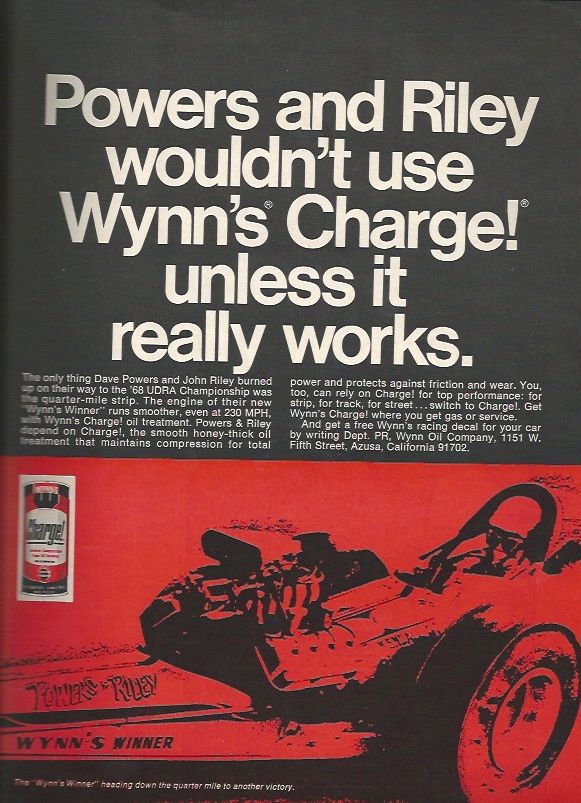 Powers and Riley
wouldn't use
Wynn's® Charge!®
unless it
really works.
The only thing Dave Powers and John Riley burned
up on their way to the '68 UDRA Championship was
the quarter-mile strip. The engine of their new
"Wynn's Winner" runs smoother, even at 230 MPH,
with Wynn's Charge! oil treatment. Powers & Riley
depend on Charge!, the smooth honey-thick oil
treatment that maintains compression for total
power and protects against friction and wear. You,
too, can rely on Charge! for top performance: for
strip, for track, for street...switch to Charge!. Get
Wynn's Charge! where you get gas or service.
And get a free Wynn's racing decal for your car
by writing Dept. PR, Wynn Oil Company, 1151 W.
Fifth Street, Azusa, California 91702.
WYNN'S
Charge!
POWERS & RILEY
WYNN'S WINNER
The "Wynn's Winner" heading down the quarter mile to another victory.